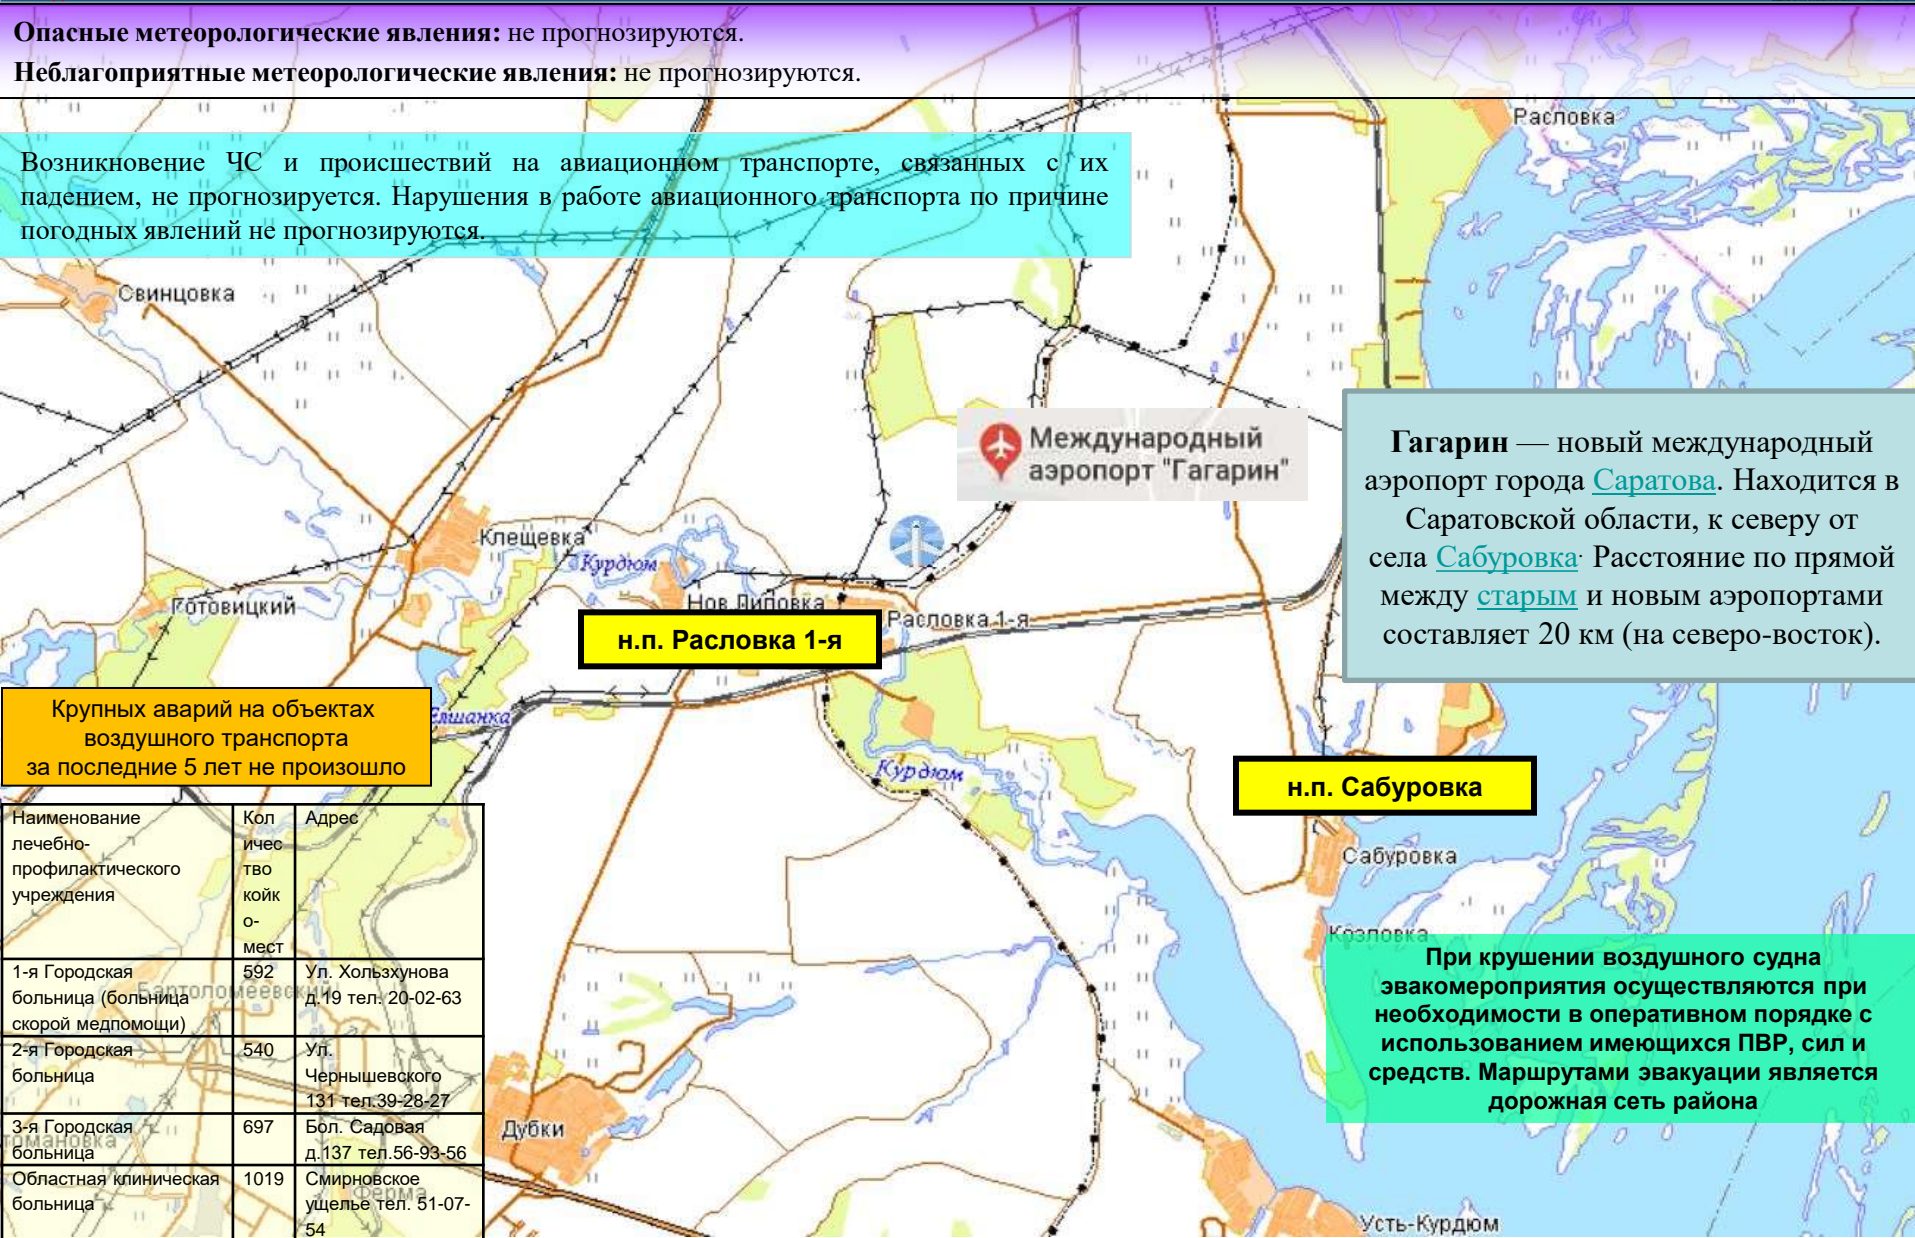 Опасные метеорологические явления: не прогнозируются.
Неблагоприятные метеорологические явления: не прогнозируются.
Расловка
Возникновение ЧС и происшествий на авиационном транспорте, связанных с их
падением, не прогнозируется. Нарушения в работе авиационного транспорта по причине
погодных явлений не прогнозируются.
Свинцовка
Международный
аэропорт "Гагарин"
Гагарин — новый международный
аэропорт города Саратова. Находится в
Саратовской области, к северу от
села Сабуровка. Расстояние по прямой
между старым и новым аэропортами
составляет 20 км (на северо-восток).
Клещевка
Курдюм
Готовицкий
Нов.Липовка
Расловка 1-я
н.п. Расловка 1-я
Елшанка
Крупных аварий на объектах
воздушного транспорта
за последние 5 лет не произошло
Курдюм
н.п. Сабуровка
Сабуровка
Козловка
Наименование
лечебно-
профилактического
учреждения
Кол
ичес
тво
койк
о-
мест
Адрес
1-я Городская
больница (больница
скорой медпомощи)
592
Ул. Хользунова
д.19 тел. 20-02-63
Бартоломеевский
2-я Городская
больница
540
Ул.
Чернышевского
131 тел.39-28-27
3-я Городская
больница
697
Бол. Садовая
д.137 тел.56-93-56
Областная клиническая
больница
1019
Смирновское
ущелье тел. 51-07-
54
Ферма
Дубки
При крушении воздушного судна
эвакомероприятия осуществляются при
необходимости в оперативном порядке с
использованием имеющихся ПВР, сил и
средств. Маршрутами эвакуации является
дорожная сеть района
Усть-Курдюм